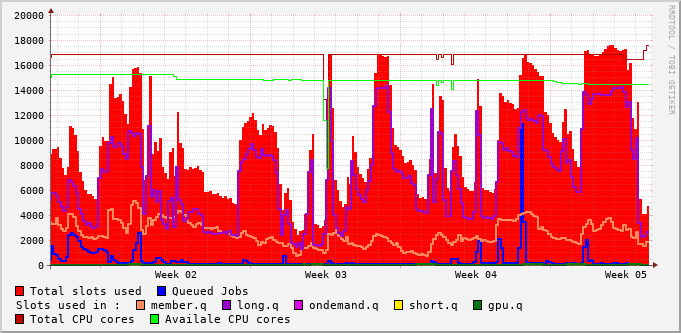 20000
18000
16000
14000
12000
10000
8000
6000
4000
2000
0
Week 02 Week 03 Week 04 Week 05
RRDTOOL / TOBI OETIKER
Total slots used Queued Jobs
Slots used in : member.q long.q ondemand.q short.q gpu.q
Total CPU cores Availale CPU cores